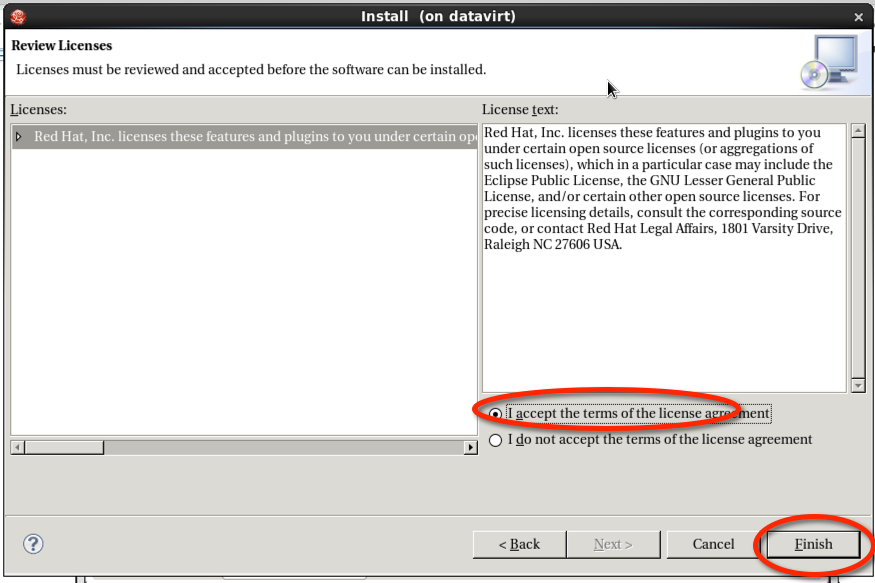 Install  (on datavirt)
Review Licenses
Licenses must be reviewed and accepted before the software can be installed.
Licenses:
Red Hat, Inc. licenses these features and plugins to you under certain ope
License text:
Red Hat, Inc. licenses these features and plugins to you
under certain open source licenses (or aggregations of
such licenses), which in a particular case may include the
Eclipse Public License, the GNU Lesser General Public
License, and/or certain other open source licenses. For
precise licensing details, consult the corresponding source
code, or contact Red Hat Legal Affairs, 1801 Varsity Drive,
Raleigh NC 27606 USA.
I accept the terms of the license agreement
I do not accept the terms of the license agreement
?
< Back
Next >
Cancel
Finish